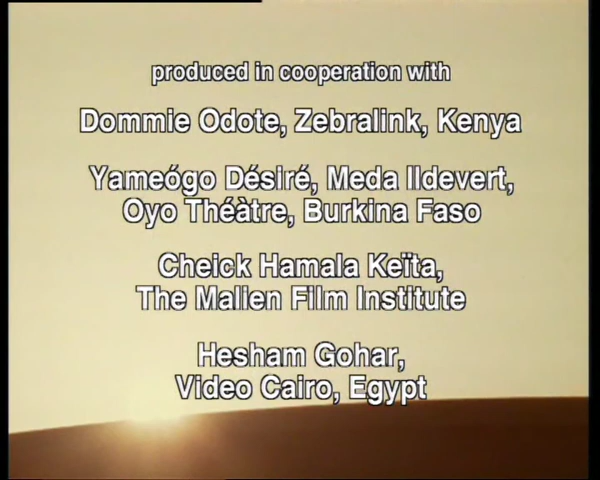 produced in cooperation with
Dommie Odote, Zebralink, Kenya
Yameógo Désiré, Meda Ildevert,
Oyo Théàtre, Burkina Faso
Cheick Hamala Keïta,
The Malien Film Institute
Hesham Gohar,
Video Cairo, Egypt